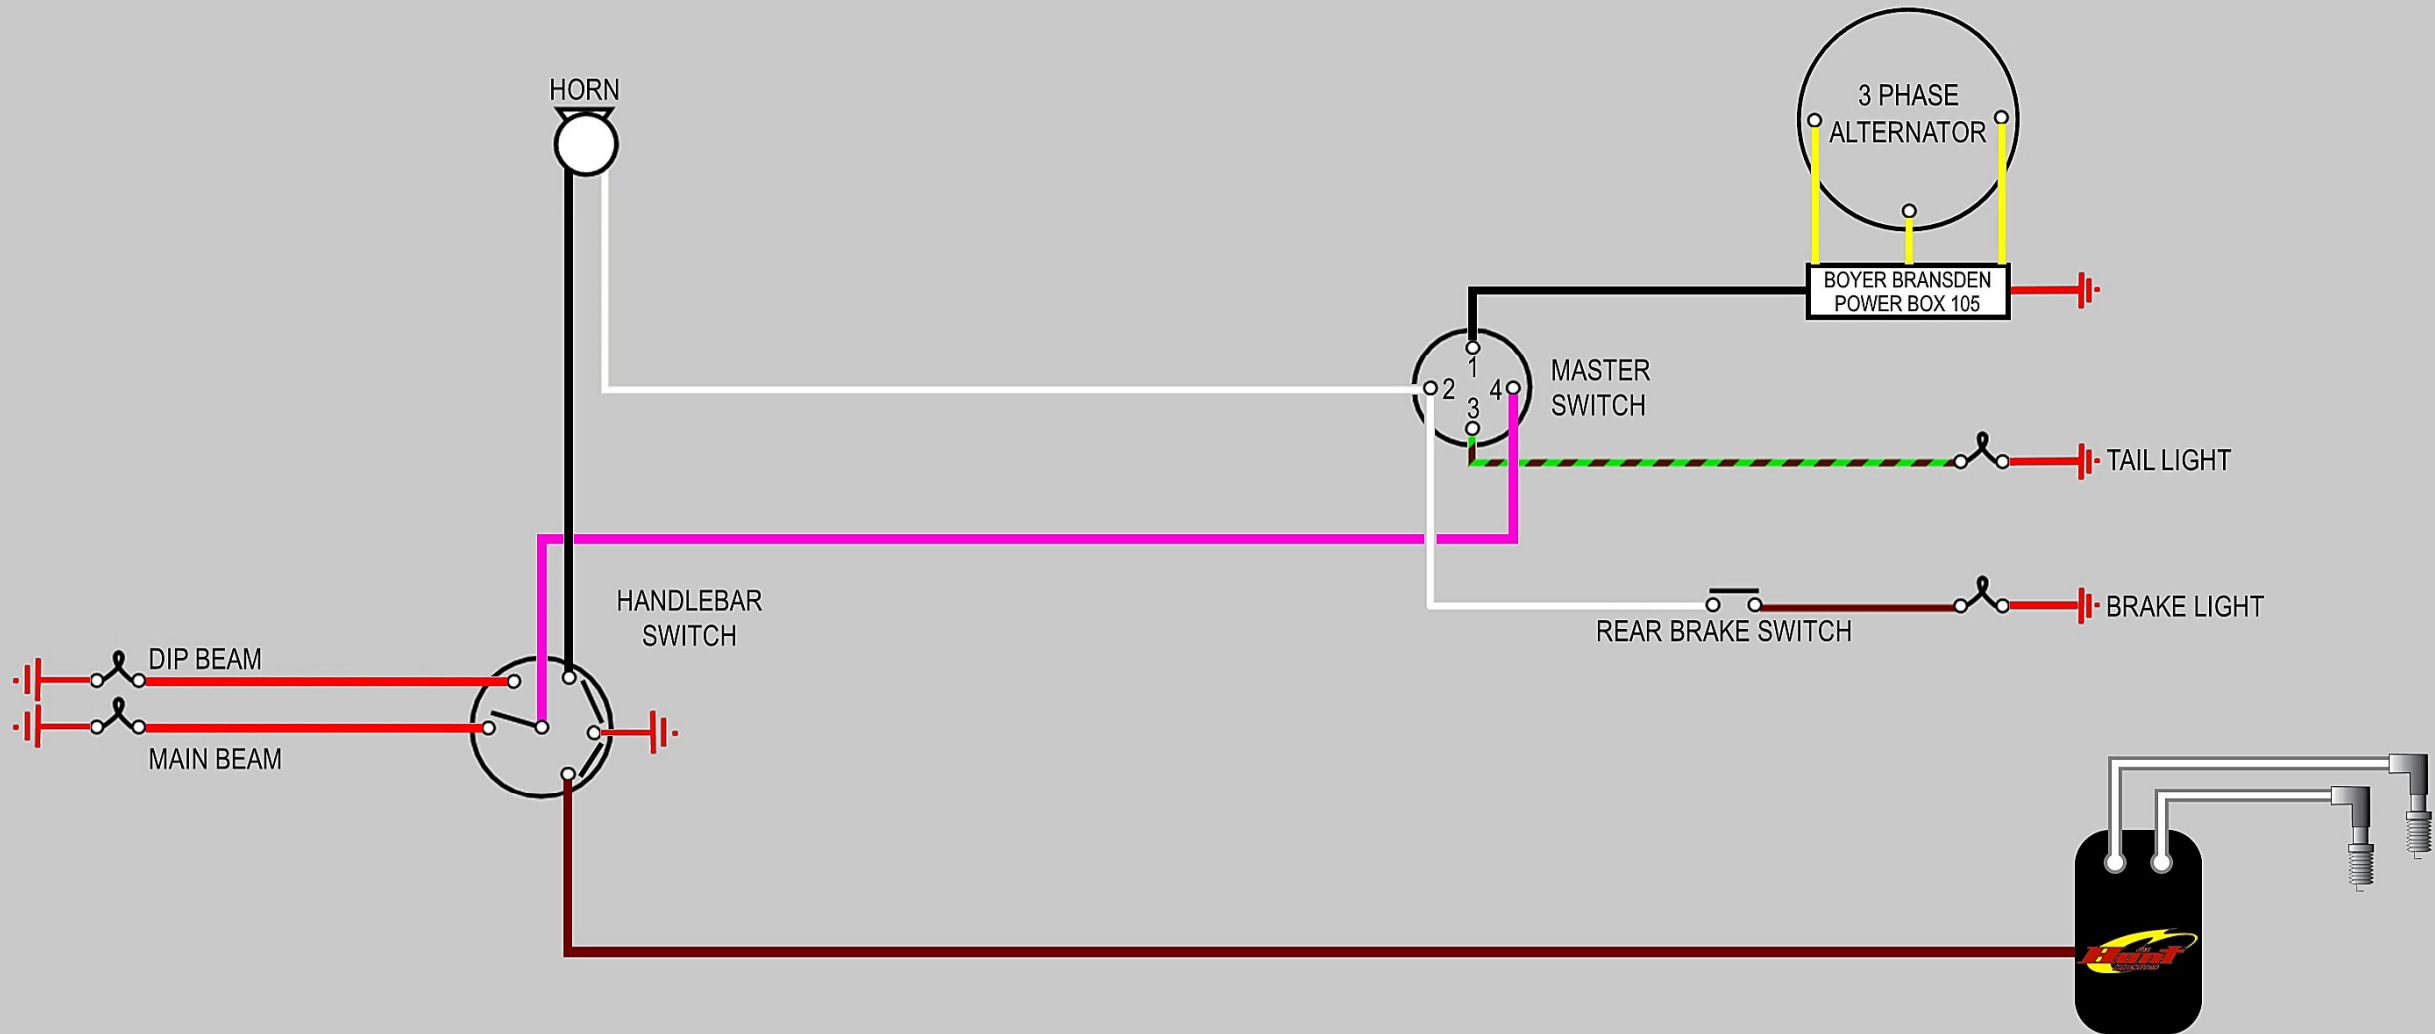 HORN
3 PHASE
ALTERNATOR
BOYER BRANSDEN
POWER BOX 105
1
2 4
3
MASTER
SWITCH
TAIL LIGHT
HANDLEBAR
SWITCH
REAR BRAKE SWITCH
BRAKE LIGHT
DIP BEAM
MAIN BEAM
Hunt